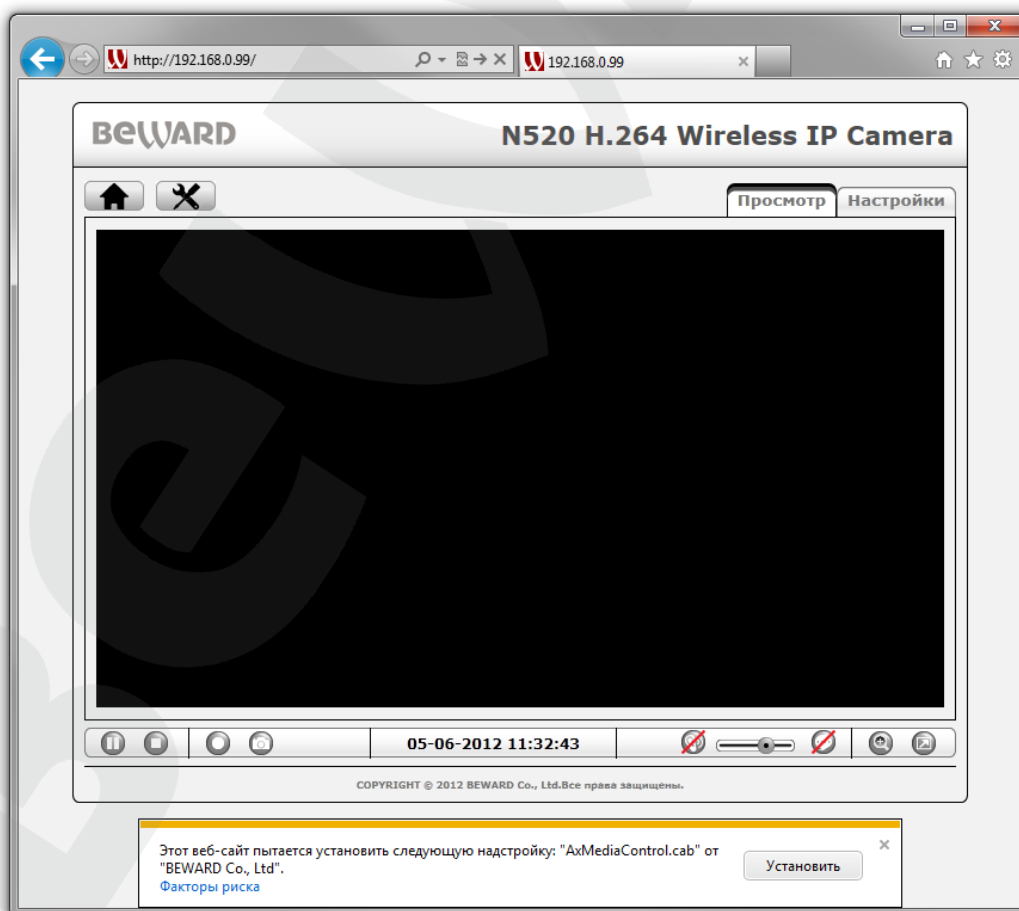 http://192.168.0.99/
192.168.0.99
BEWARD
N520 H.264 Wireless IP Camera
Просмотр
Настройки
05-06-2012 11:32:43
COPYRIGHT © 2012 BEWARD Co., Ltd.Все права защищены.
Этот веб-сайт пытается установить следующую надстройку: "AxMediaControl.cab" от
"BEWARD Co., Ltd".
Факторы риска
Установить